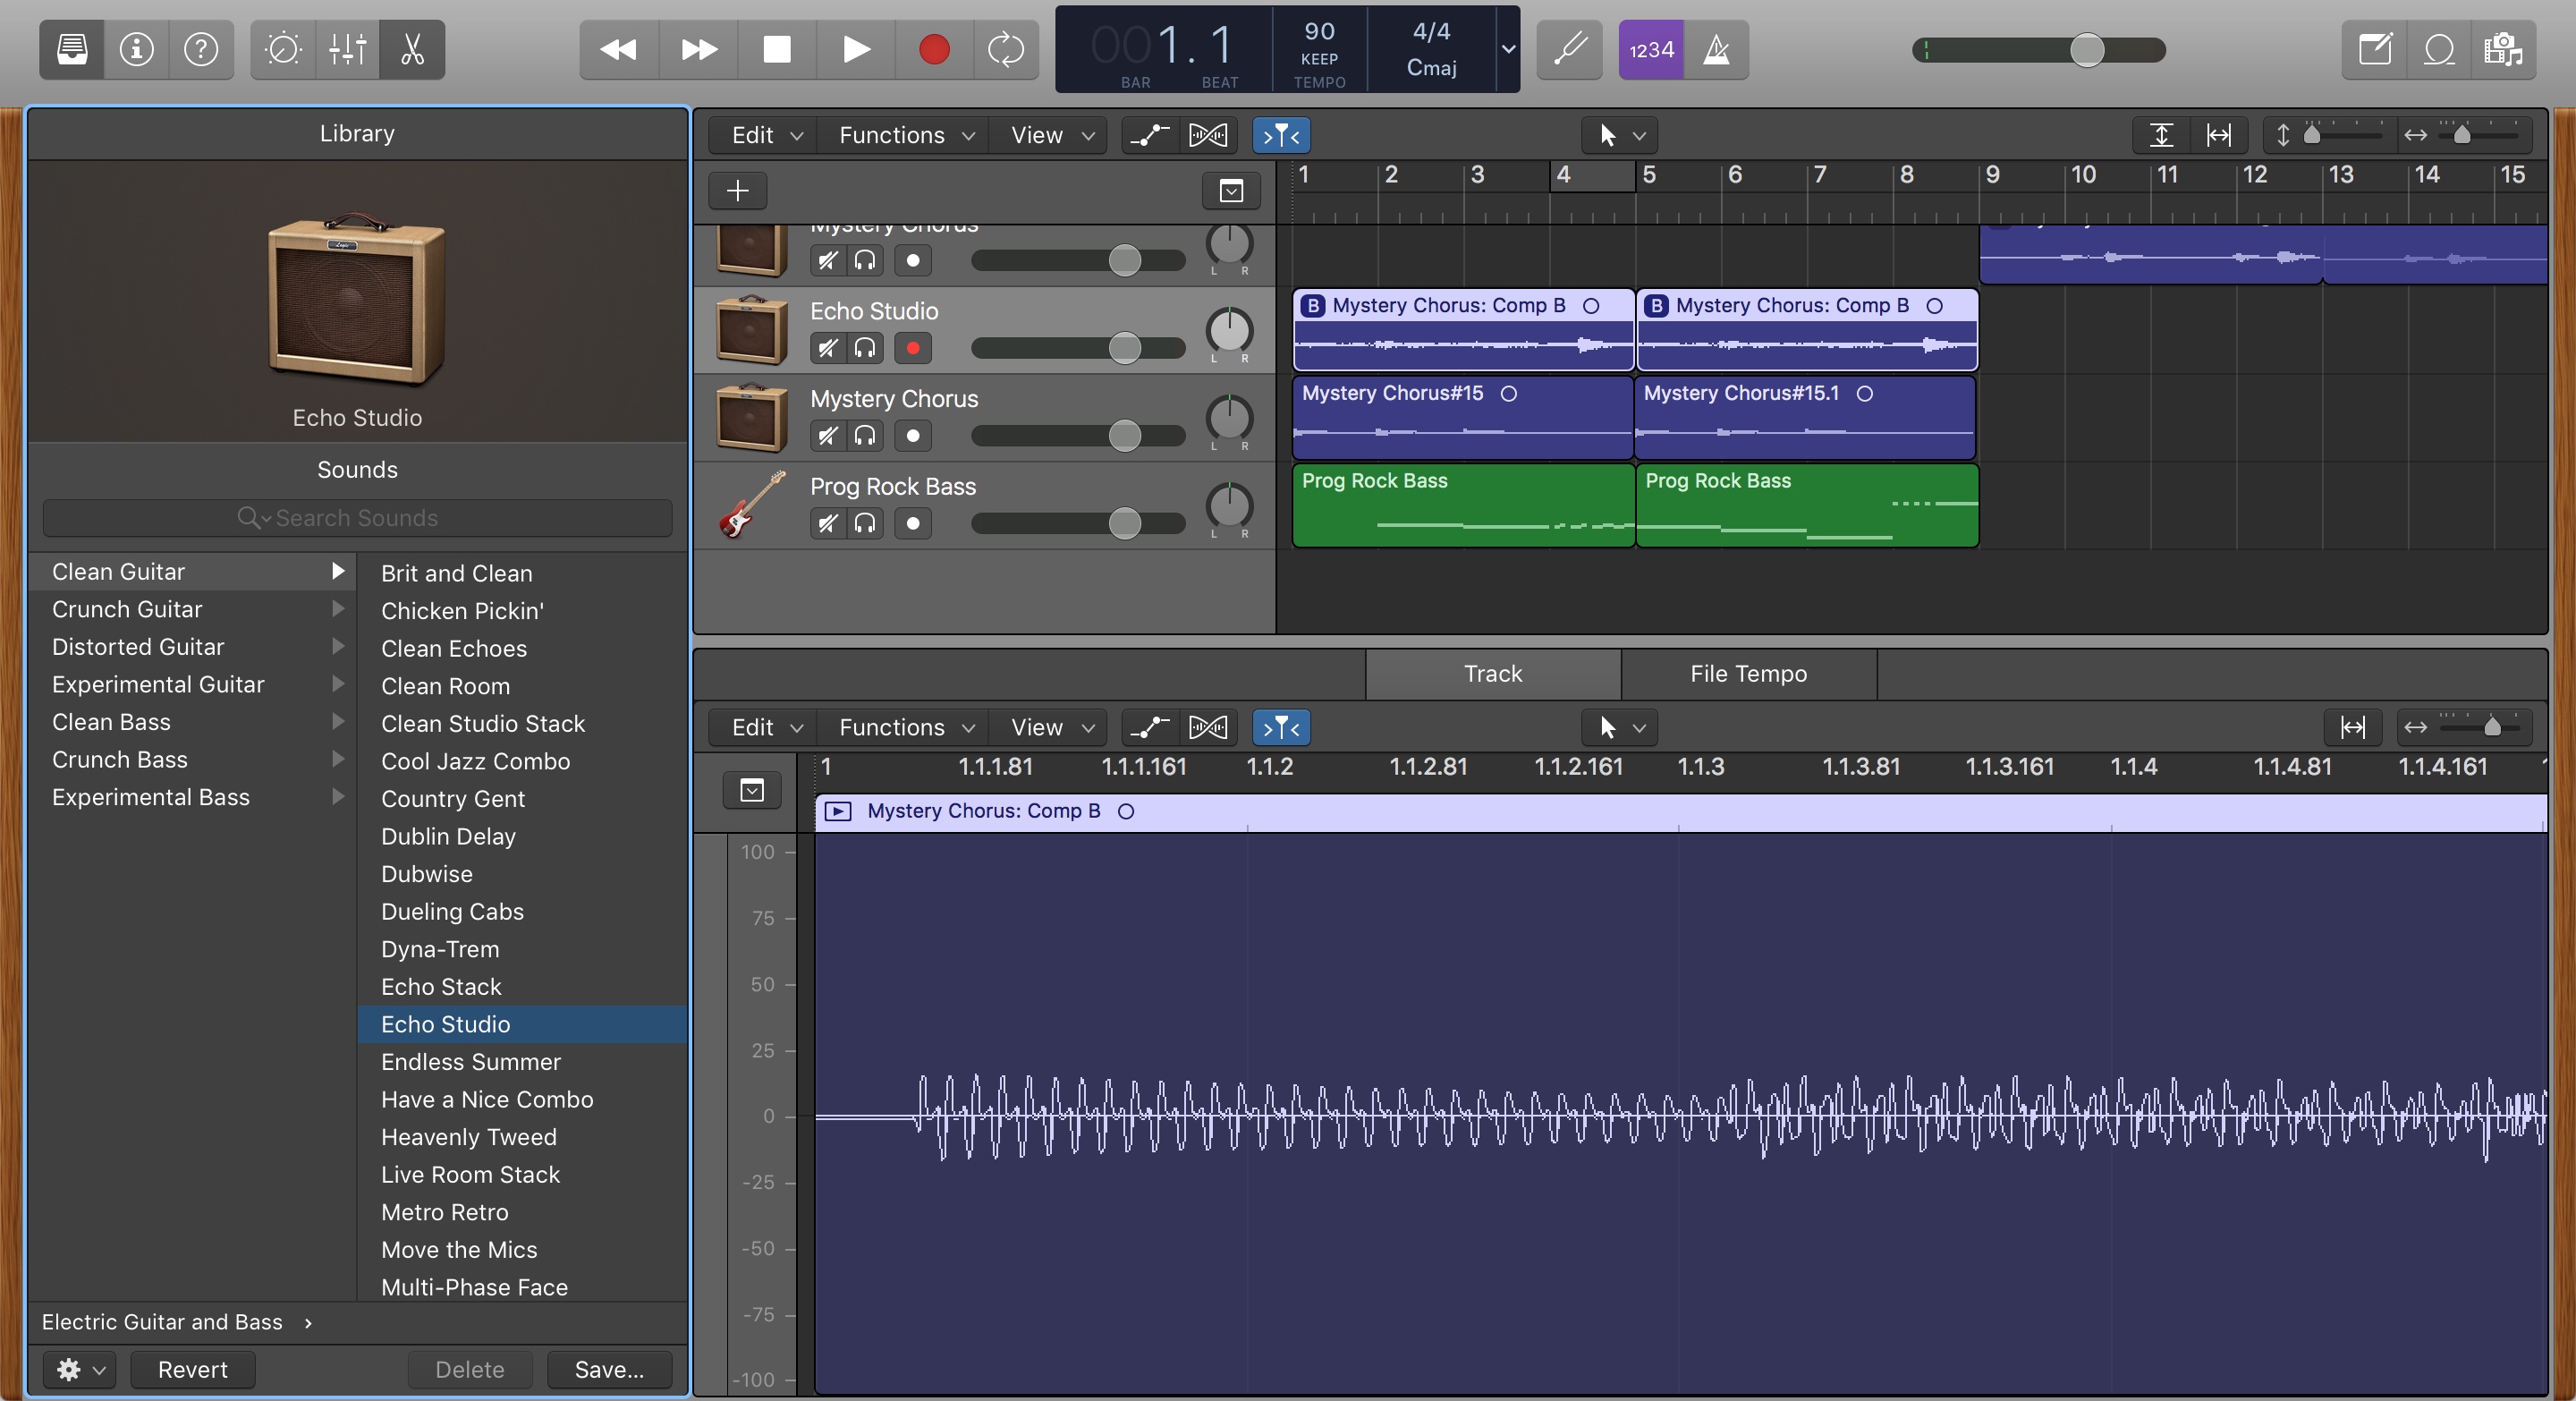 001. 1
BAR
BEAT
90
KEEP
TEMPO
4/4
Cmaj
1234
Library
Echo Studio
Sounds
Search Sounds
Clean Guitar
Crunch Guitar
Distorted Guitar
Experimental Guitar
Clean Bass
Crunch Bass
Experimental Bass
Brit and Clean
Chicken Pickin'
Clean Echoes
Clean Room
Clean Studio Stack
Cool Jazz Combo
Country Gent
Dublin Delay
Dubwise
Dueling Cabs
Dyna-Trem
Echo Stack
Echo Studio
Endless Summer
Have a Nice Combo
Heavenly Tweed
Live Room Stack
Metro Retro
Move the Mics
Multi-Phase Face
Electric Guitar and Bass
Revert
Delete
Save...
Edit Functions View
1 2 3 4 5 6 7 8 9 10 11 12 13 14 15
Mystery Chorus
L R
Echo Studio
L R
B Mystery Chorus: Comp B
B Mystery Chorus: Comp B
Mystery Chorus
L R
Mystery Chorus#15
Mystery Chorus#15.1
Prog Rock Bass
L R
Prog Rock Bass
Prog Rock Bass
Track
File Tempo
Edit Functions View
1 1.1.1.81 1.1.1.161 1.1.2 1.1.2.81 1.1.2.161 1.1.3 1.1.3.81 1.1.3.161 1.1.4 1.1.4.81 1.1.4.161
Mystery Chorus: Comp B
100
75
50
25
0
-25
-50
-75
-100